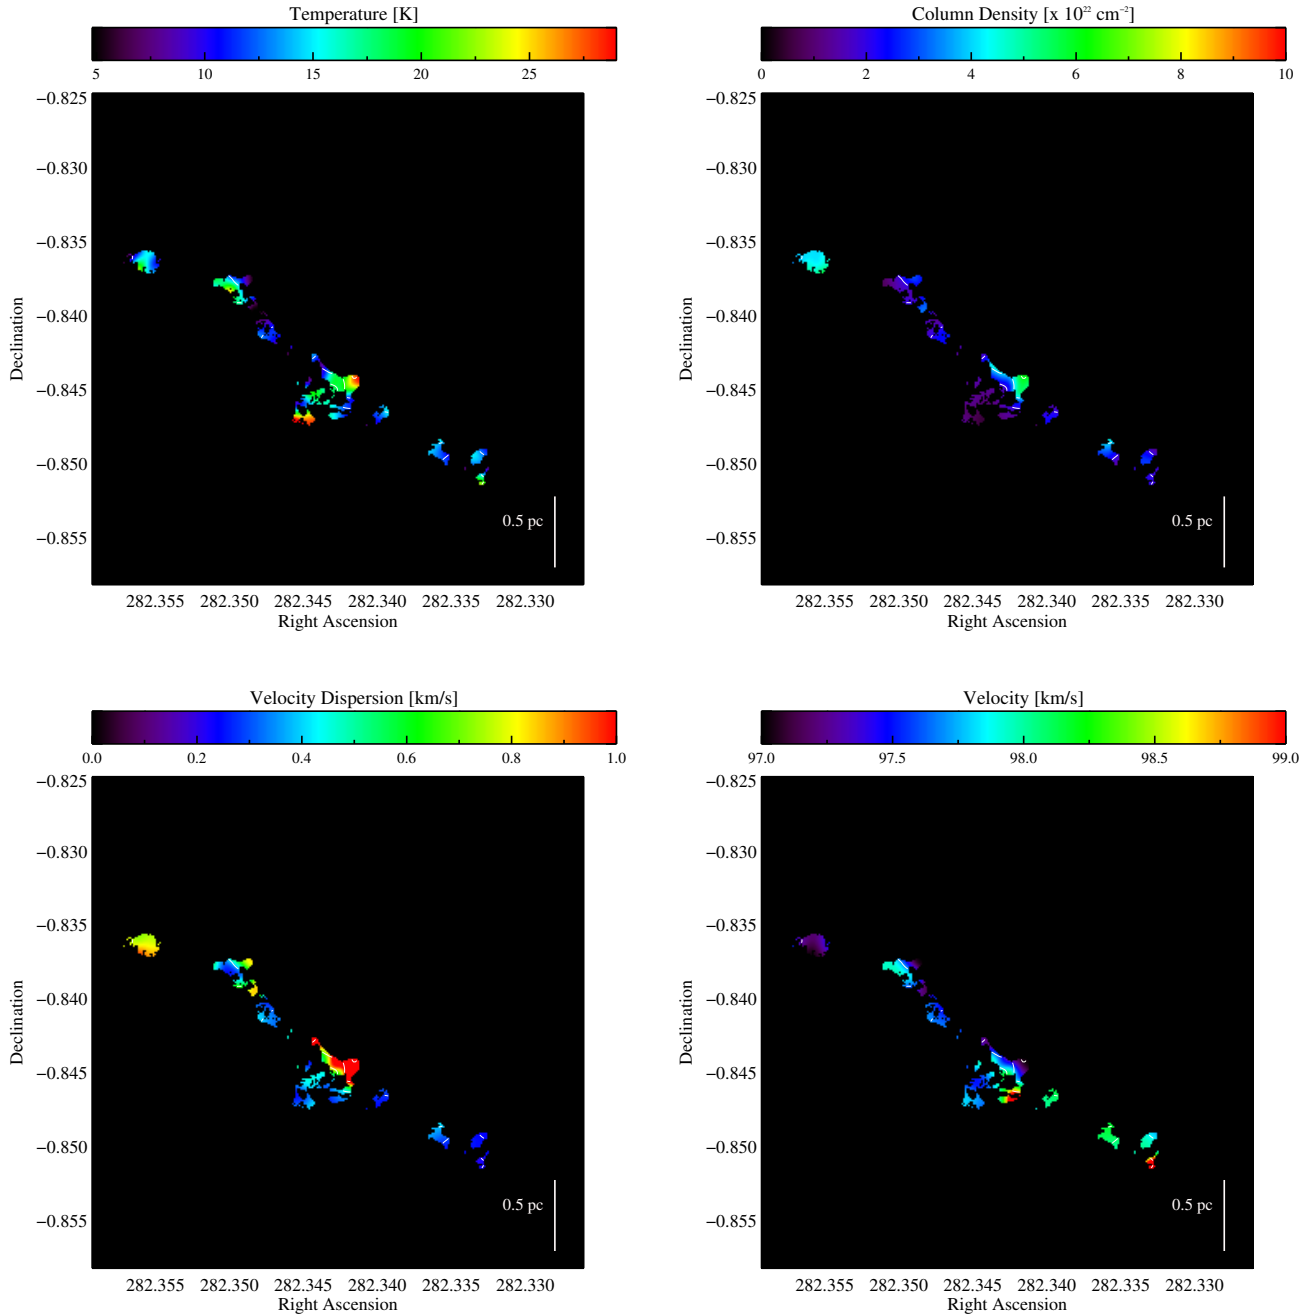 Temperature [K]
5 10 15 20 25
−0.825
−0.830
−0.835
−0.840
−0.845
−0.850
−0.855
Declination
0.5 pc
282.355 282.350 282.345 282.340 282.335 282.330
Right Ascension
Column Density [x 10²² cm⁻²]
0 2 4 6 8 10
−0.825
−0.830
−0.835
−0.840
−0.845
−0.850
−0.855
Declination
0.5 pc
282.355 282.350 282.345 282.340 282.335 282.330
Right Ascension
Velocity Dispersion [km/s]
0.0 0.2 0.4 0.6 0.8 1.0
−0.825
−0.830
−0.835
−0.840
−0.845
−0.850
−0.855
Declination
0.5 pc
282.355 282.350 282.345 282.340 282.335 282.330
Right Ascension
Velocity [km/s]
97.0 97.5 98.0 98.5 99.0
−0.825
−0.830
−0.835
−0.840
−0.845
−0.850
−0.855
Declination
0.5 pc
282.355 282.350 282.345 282.340 282.335 282.330
Right Ascension